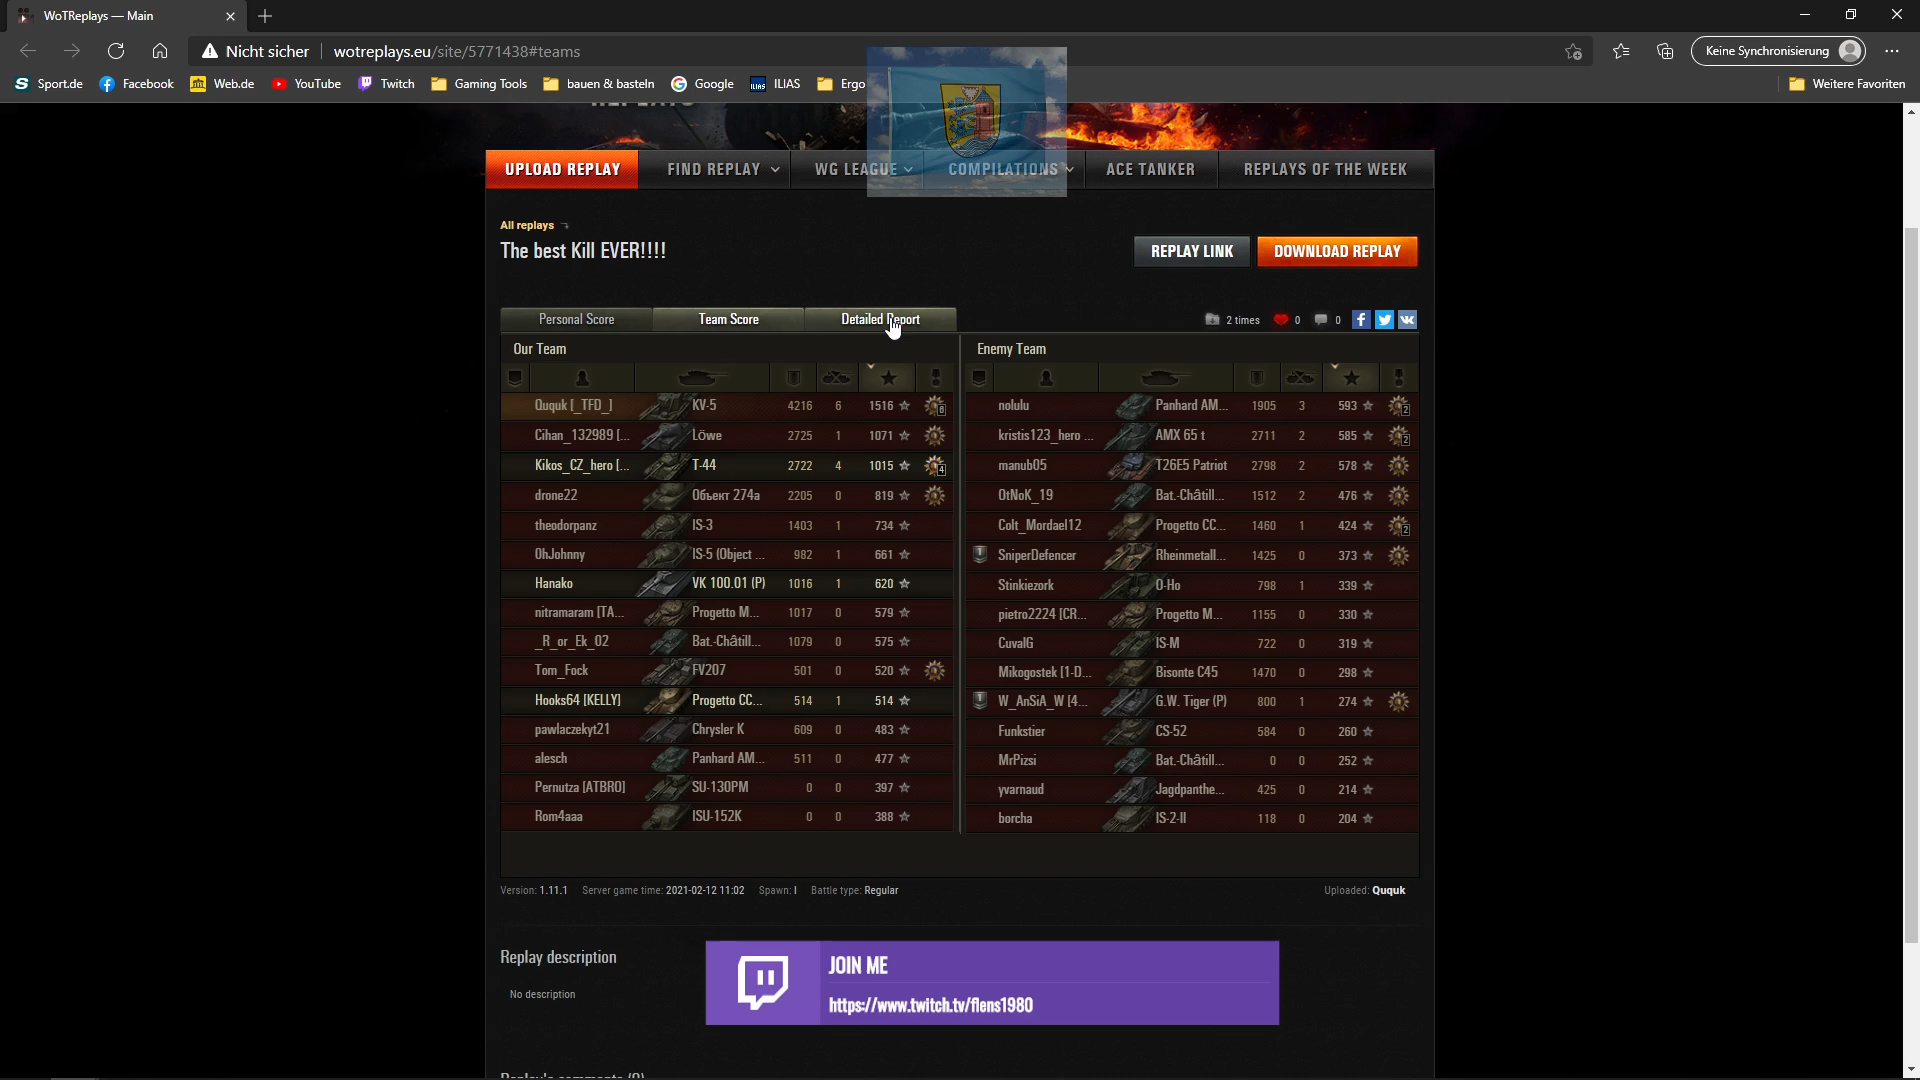 WoTReplays — Main
Nicht sicher wotreplays.eu/site/5771438#teams
Keine Synchronisierung
Sport.de Facebook Web.de YouTube Twitch Gaming Tools bauen & basteln Google ILIAS Ergo Weitere Favoriten
UPLOAD REPLAY FIND REPLAY WG LEAGUE COMPILATIONS ACE TANKER REPLAYS OF THE WEEK
All replays
The best Kill EVER!!!!
REPLAY LINK DOWNLOAD REPLAY
Personal Score Team Score Detailed Report 2 times 0 0
Our Team Enemy Team
Ququk [_TFD_] KV-5 4216 6 1516 8 nolulu Panhard AM... 1905 3 593 2
Cihan_132989 [... Löwe 2725 1 1071 kristis123_hero ... AMX 65 t 2711 2 585 2
Kikos_CZ_hero [... T-44 2722 4 1015 4 manub05 T26E5 Patriot 2798 2 578
drone22 Объект 274a 2205 0 819 OtNoK_19 Bat.-Châtill... 1512 2 476
theodorpanz IS-3 1403 1 734 Colt_Mordael12 Progetto CC... 1460 1 424 2
OhJohnny IS-5 (Object ... 982 1 661 SniperDefencer Rheinmetall... 1425 0 373
Hanako VK 100.01 (P) 1016 1 620 Stinkiezork O-Ho 798 1 339
nitramaram [TA... Progetto M... 1017 0 579 pietro2224 [CR... Progetto M... 1155 0 330
_R_or_Ek_02 Bat.-Châtill... 1079 0 575 CuvalG IS-M 722 0 319
Tom_Fock FV207 501 0 520 Mikogostek [1-D... Bisonte C45 1470 0 298
Hooks64 [KELLY] Progetto CC... 514 1 514 W_AnSiA_W [4... G.W. Tiger (P) 800 1 274
pawlaczekyt21 Chrysler K 609 0 483 Funkstier CS-52 584 0 260
alesch Panhard AM... 511 0 477 MrPizsi Bat.-Châtill... 0 0 252
Pernutza [ATBRO] SU-130PM 0 0 397 yvarnaud Jagdpanthe... 425 0 214
Rom4aaa ISU-152K 0 0 388 borcha IS-2-II 118 0 204
Version: 1.11.1 Server game time: 2021-02-12 11:02 Spawn: I Battle type: Regular Uploaded: Ququk
Replay description
No description
JOIN ME
https://www.twitch.tv/flens1980